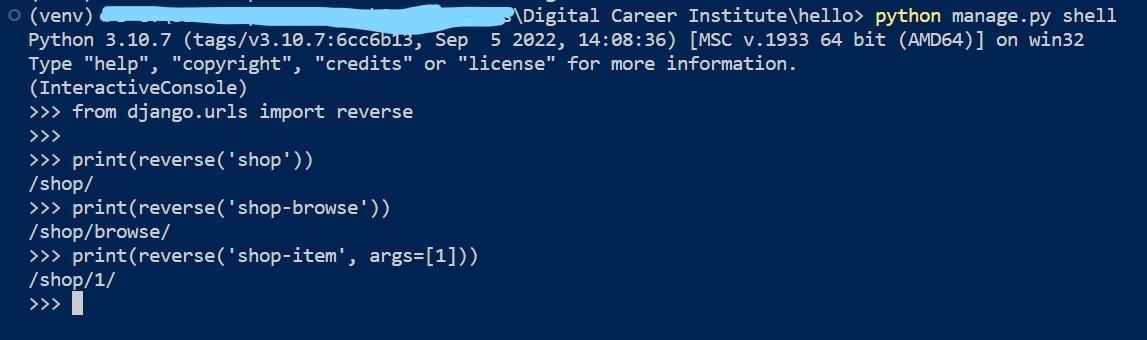 (venv) \Digital Career Institute\hello> python manage.py shell
Python 3.10.7 (tags/v3.10.7:6cc6b13, Sep  5 2022, 14:08:36) [MSC v.1933 64 bit (AMD64)] on win32
Type "help", "copyright", "credits" or "license" for more information.
(InteractiveConsole)
>>> from django.urls import reverse
>>>
>>> print(reverse('shop'))
/shop/
>>> print(reverse('shop-browse'))
/shop/browse/
>>> print(reverse('shop-item', args=[1]))
/shop/1/
>>>